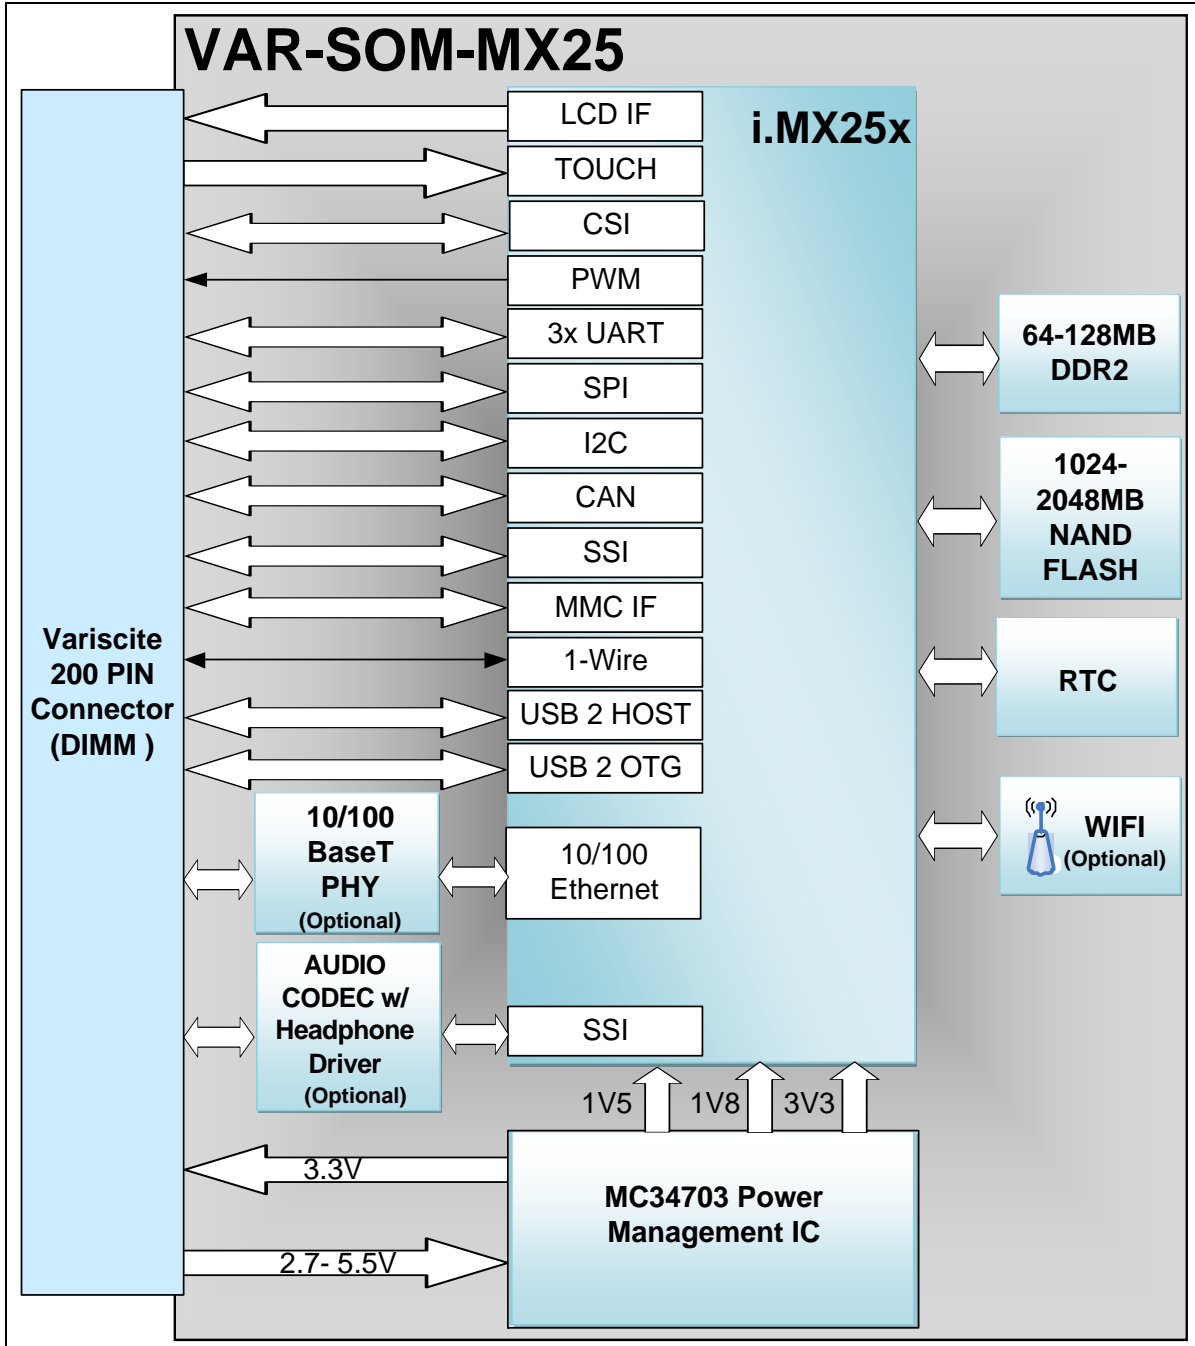 VAR-SOM-MX25
i.MX25x
LCD IF
TOUCH
CSI
PWM
3x UART
SPI
I2C
CAN
SSI
MMC IF
1-Wire
USB 2 HOST
USB 2 OTG
10/100
Ethernet
SSI
Variscite
200 PIN
Connector
(DIMM )
10/100
BaseT
PHY
(Optional)
AUDIO
CODEC w/
Headphone
Driver
(Optional)
64-128MB
DDR2
1024-
2048MB
NAND
FLASH
RTC
WIFI
(Optional)
1V5
1V8
3V3
3.3V
2.7- 5.5V
MC34703 Power
Management IC